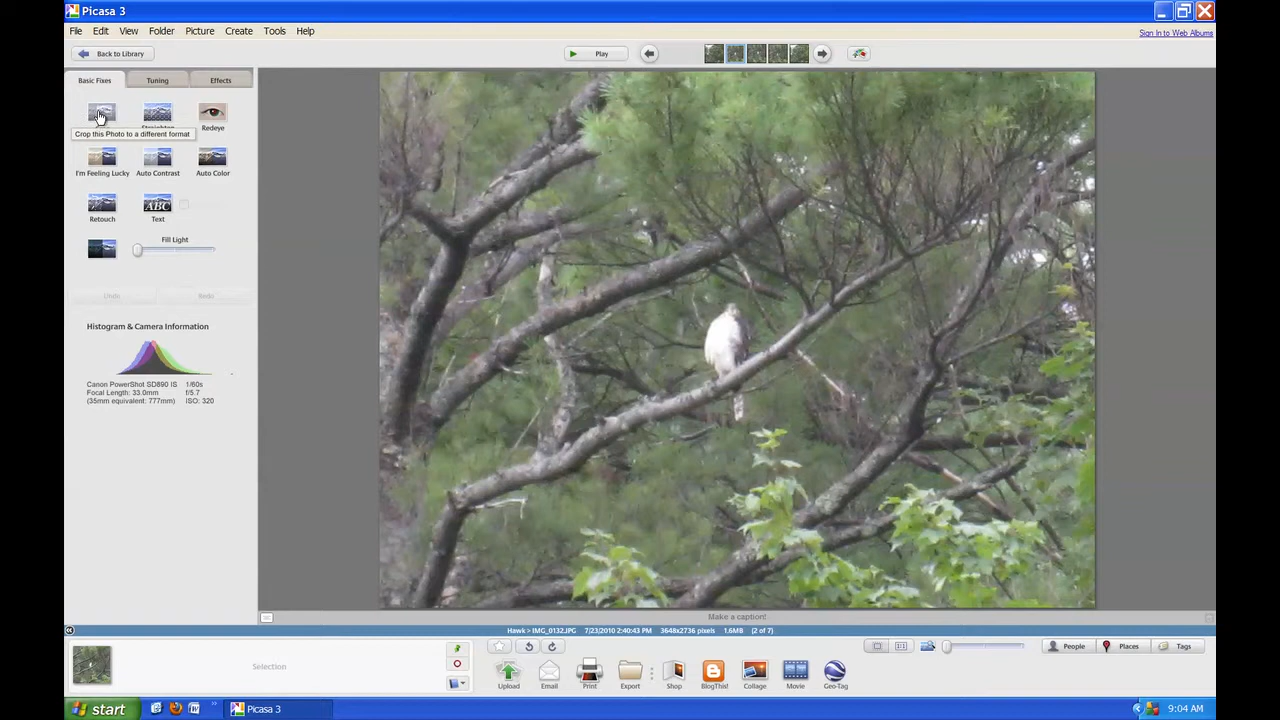 Picasa 3
File Edit View Folder Picture Create Tools Help
Sign In to Web Albums
Back to Library
Play
Basic Fixes Tuning Effects
Redeye
Crop this Photo to a different format
I'm Feeling Lucky Auto Contrast Auto Color
Retouch Text
ABC
Fill Light
Undo Redo
Histogram & Camera Information
Canon PowerShot SD890 IS 1/60s
Focal Length: 33.0mm f/5.7
(35mm equivalent: 777mm) ISO: 320
Make a caption!
Hawk > IMG_0132.JPG 7/23/2010 2:40:43 PM 3648x2736 pixels 1.6MB (2 of 7)
Selection
People Places Tags
Upload Email Print Export Shop BlogThis! Collage Movie Geo-Tag
start Picasa 3 9:04 AM